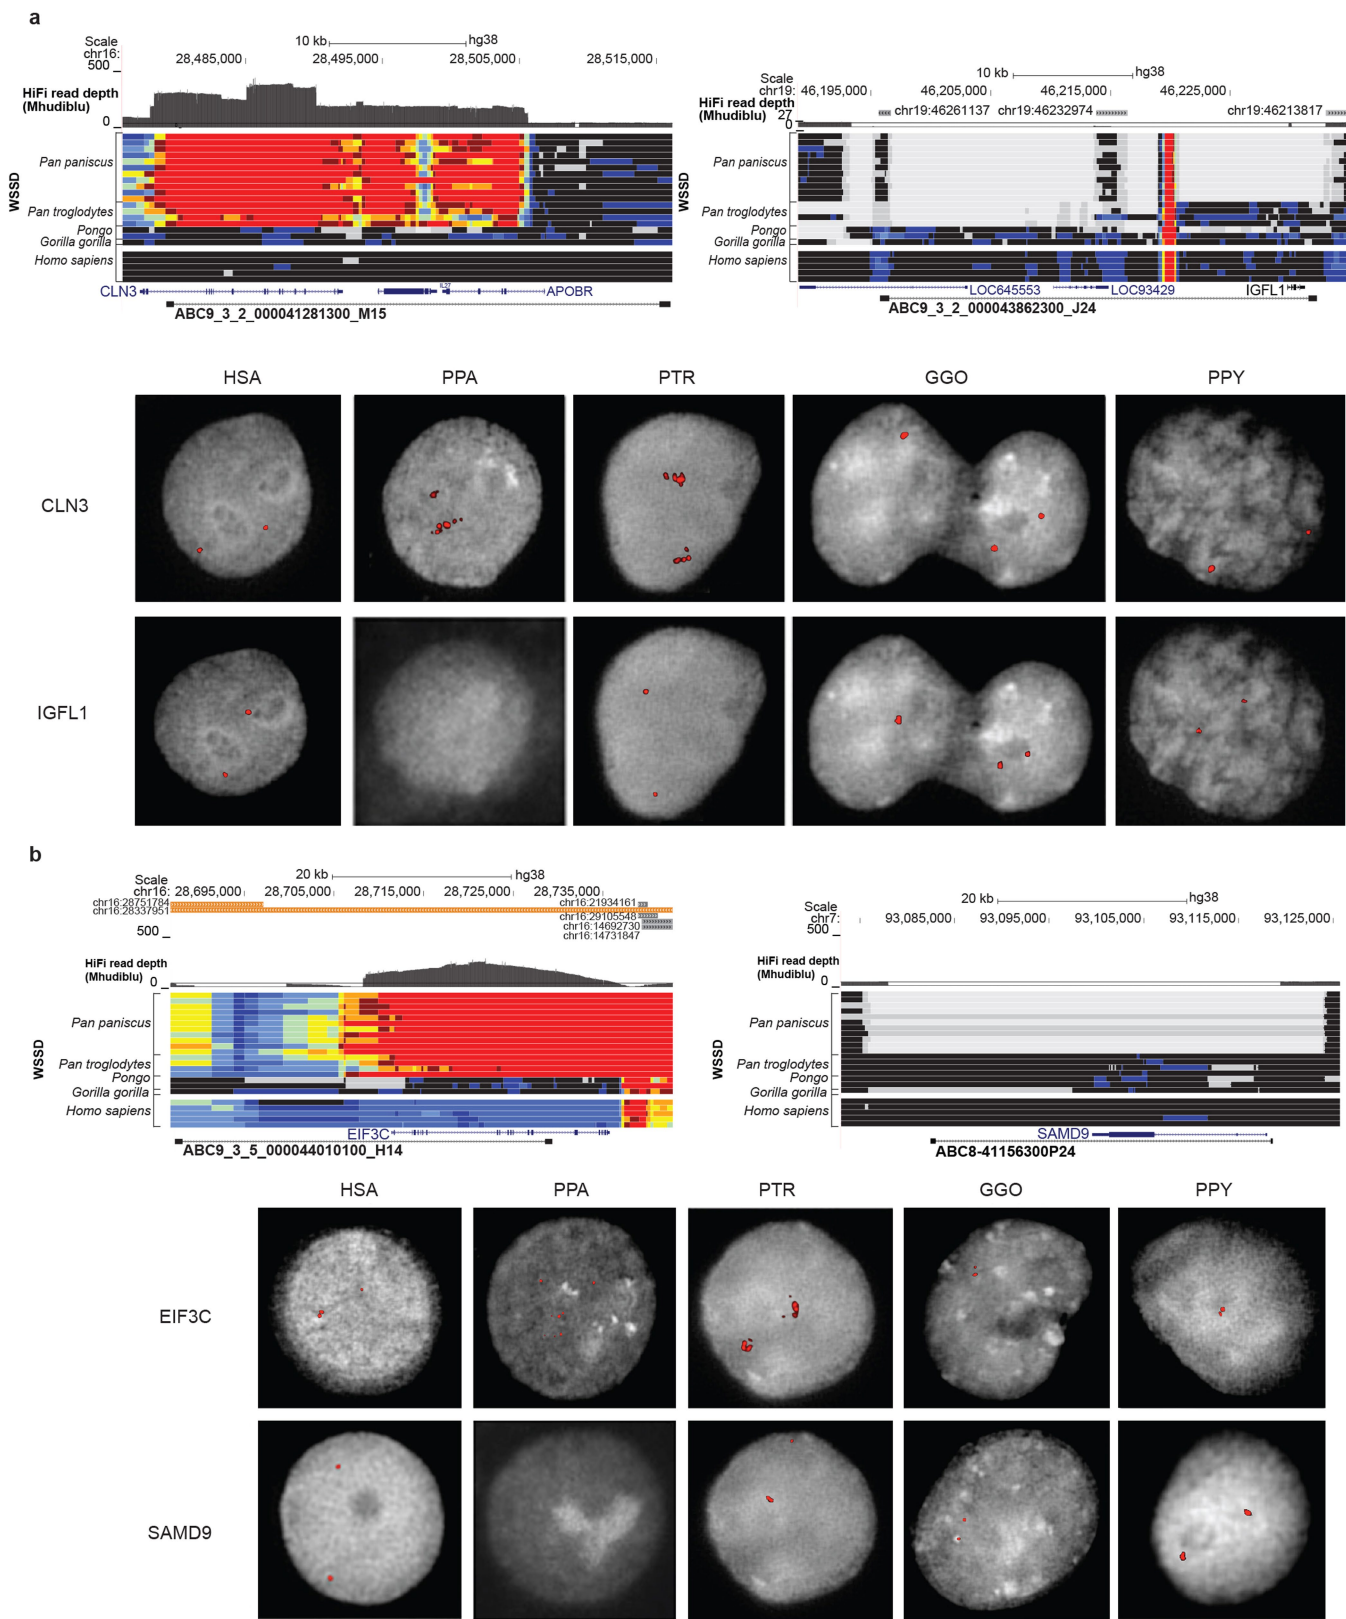 a
Scale
chr16:
10 kb
hg38
28,485,000
28,495,000
28,505,000
28,515,000
500
HiFi read depth
(Mhudiblu)
0
WSSD
Pan paniscus
Pan troglodytes
Pongo
Gorilla gorilla
Homo sapiens
CLN3
IL27
APOBR
ABC9_3_2_000041281300_M15
Scale
chr19:
10 kb
hg38
46,195,000
46,205,000
46,215,000
46,225,000
HiFi read depth
(Mhudiblu)
27
0
chr19:46261137
chr19:46232974
chr19:46213817
WSSD
Pan paniscus
Pan troglodytes
Pongo
Gorilla gorilla
Homo sapiens
LOC645553
LOC93429
IGFL1
ABC9_3_2_000043862300_J24
HSA
PPA
PTR
GGO
PPY
CLN3
IGFL1
b
Scale
chr16:
20 kb
hg38
28,695,000
28,705,000
28,715,000
28,725,000
28,735,000
chr16:28751784
chr16:28337951
chr16:21934161
chr16:29105548
chr16:14692730
chr16:14731847
500
HiFi read depth
(Mhudiblu)
0
WSSD
Pan paniscus
Pan troglodytes
Pongo
Gorilla gorilla
Homo sapiens
EIF3C
ABC9_3_5_000044010100_H14
Scale
chr7:
20 kb
hg38
93,085,000
93,095,000
93,105,000
93,115,000
93,125,000
500
HiFi read depth
(Mhudiblu)
0
WSSD
Pan paniscus
Pan troglodytes
Pongo
Gorilla gorilla
Homo sapiens
SAMD9
ABC8-41156300P24
HSA
PPA
PTR
GGO
PPY
EIF3C
SAMD9